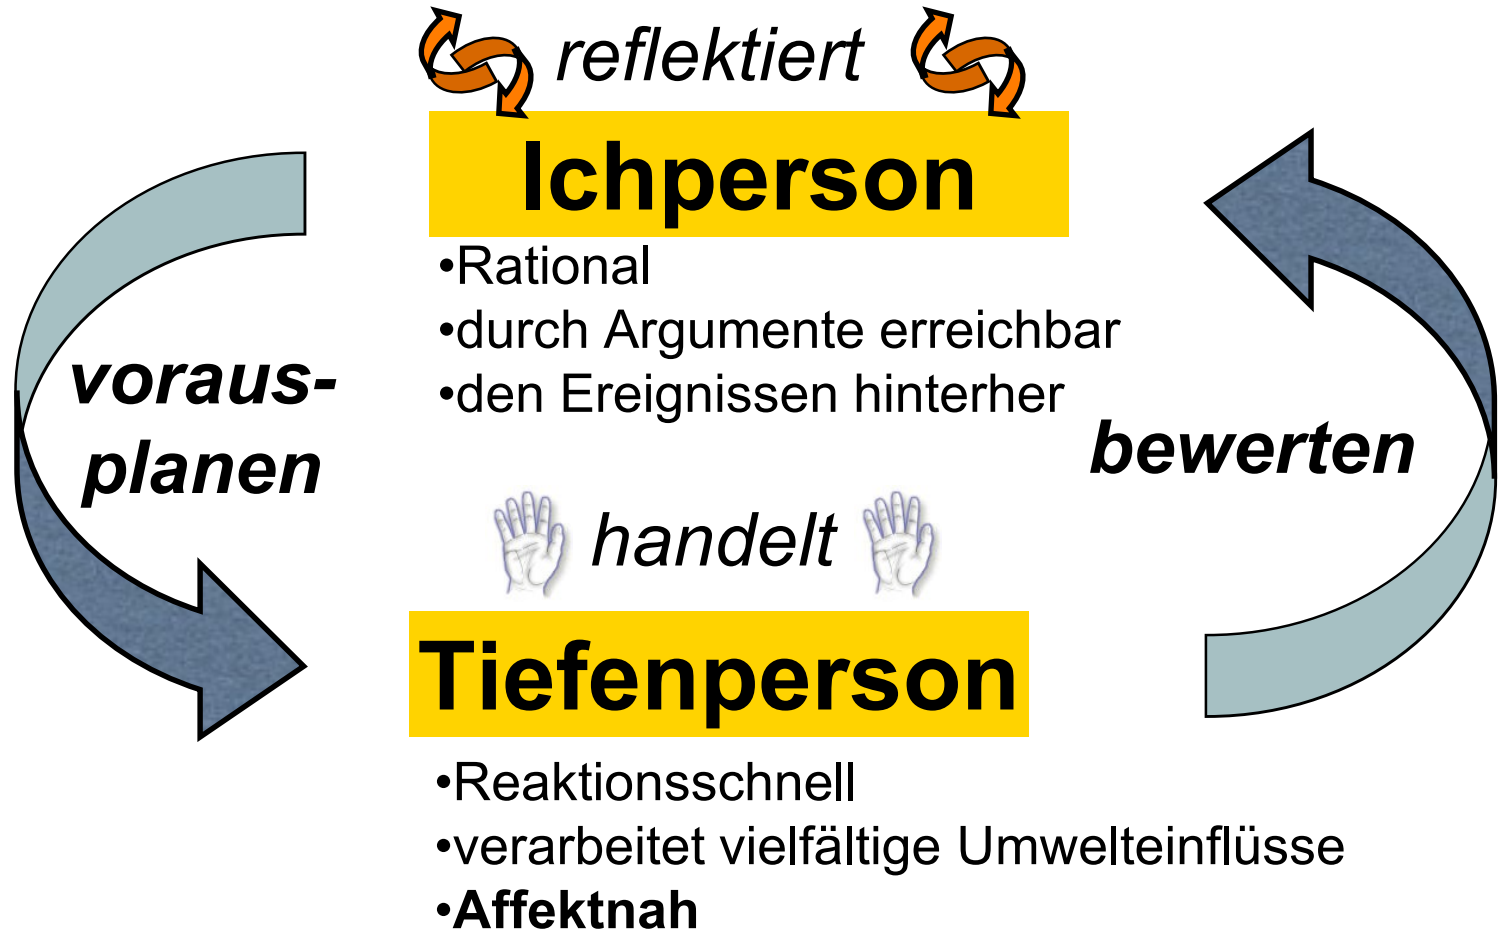 reflektiert
Ichperson
•Rational
•durch Argumente erreichbar
•den Ereignissen hinterher
voraus-
planen
bewerten
handelt
Tiefenperson
•Reaktionsschnell
•verarbeitet vielfältige Umwelteinflüsse
•Affektnah